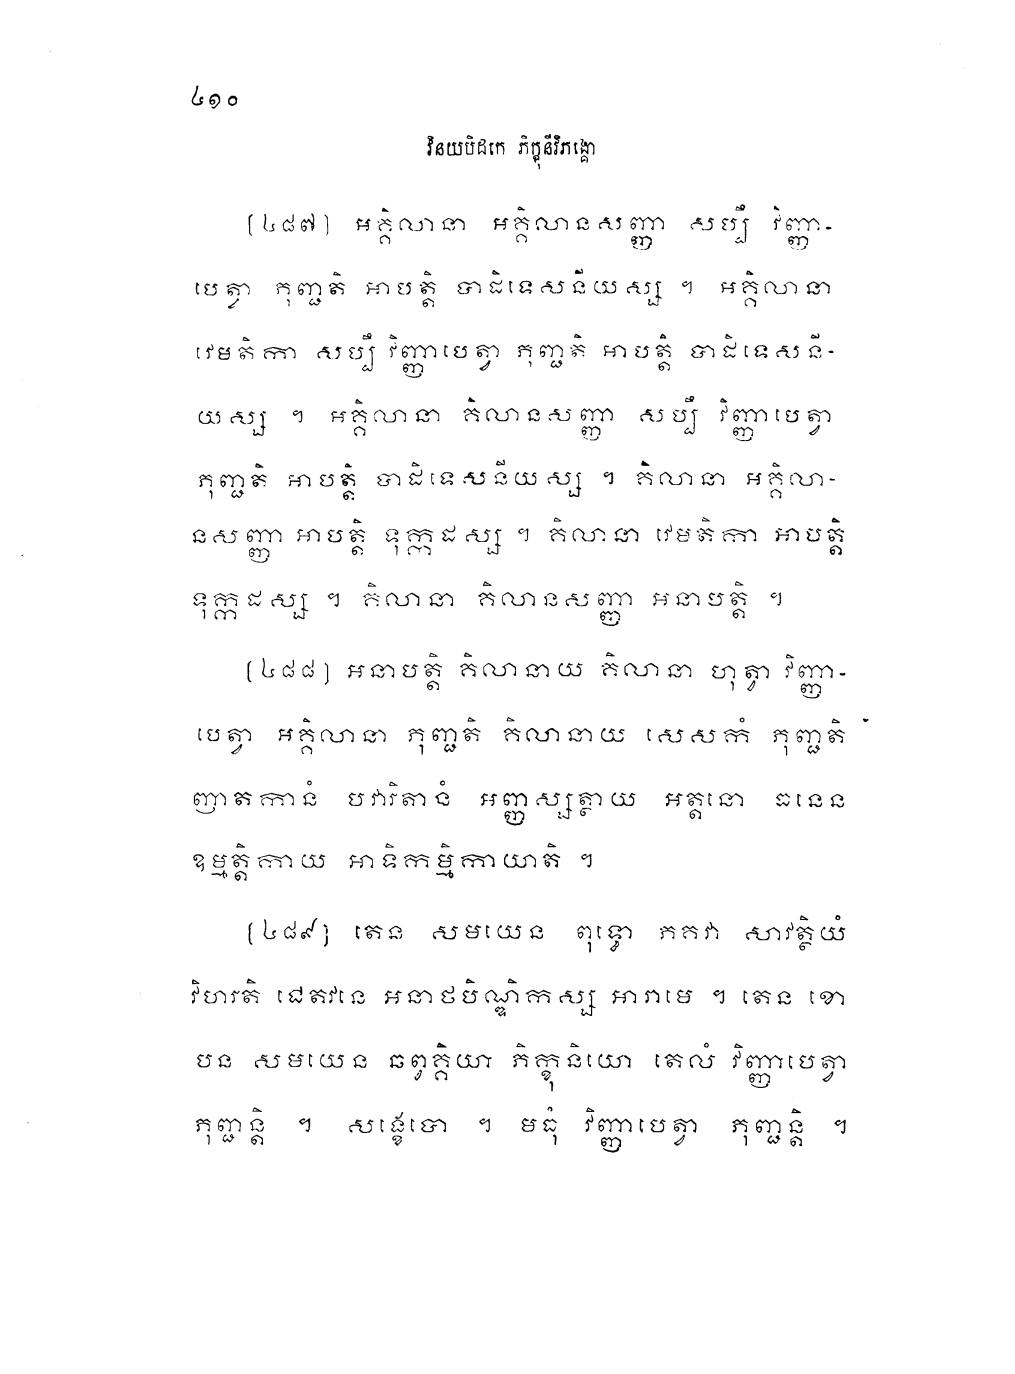 ៤១០
វិនយបិដកេ ភិក្ខុនីវិភង្គោ
(៤៨៧) អគ្គិលានា អគ្គិលានសញ្ញា សប្បឹ វិញ្ញា-
បេត្វា ភុញ្ជតិ អាបត្តិ បាដិទេសនីយស្ស ។ អគ្គិលានា
វេមតិកា សប្បឹ វិញ្ញាបេត្វា ភុញ្ជតិ អាបត្តិ បាដិទេសនី-
យស្ស ។ អគ្គិលានា គិលានសញ្ញា សប្បឹ វិញ្ញាបេត្វា
ភុញ្ជតិ អាបត្តិ បាដិទេសនីយស្ស ។ គិលានា អគ្គិលា-
នសញ្ញា អាបត្តិ ទុក្កដស្ស ។ គិលានា វេមតិកា អាបត្តិ
ទុក្កដស្ស ។ គិលានា គិលានសញ្ញា អនាបត្តិ ។
(៤៨៨) អនាបត្តិ គិលានាយ គិលានា ហុត្វា វិញ្ញា-
បេត្វា អគ្គិលានា ភុញ្ជតិ គិលានាយ សេសកំ ភុញ្ជតិ
ញាតកានំ បវារិតានំ អញ្ញស្សត្ថាយ អត្តនោ ធនេន
ឧម្មត្តិកាយ អាទិកម្មិកាយាតិ ។
(៤៨៩) តេន សមយេន ពុទ្ធោ ភគវា សាវត្ថិយំ
វិហរតិ ជេតវនេ អនាថបិណ្ឌិកស្ស អារាមេ ។ តេន ខោ
បន សមយេន ឆព្វគ្គិយា ភិក្ខុនិយោ តេលំ វិញ្ញាបេត្វា
ភុញ្ជន្តិ ។ សង្ខេបោ ។ មធុំ វិញ្ញាបេត្វា ភុញ្ជន្តិ ។